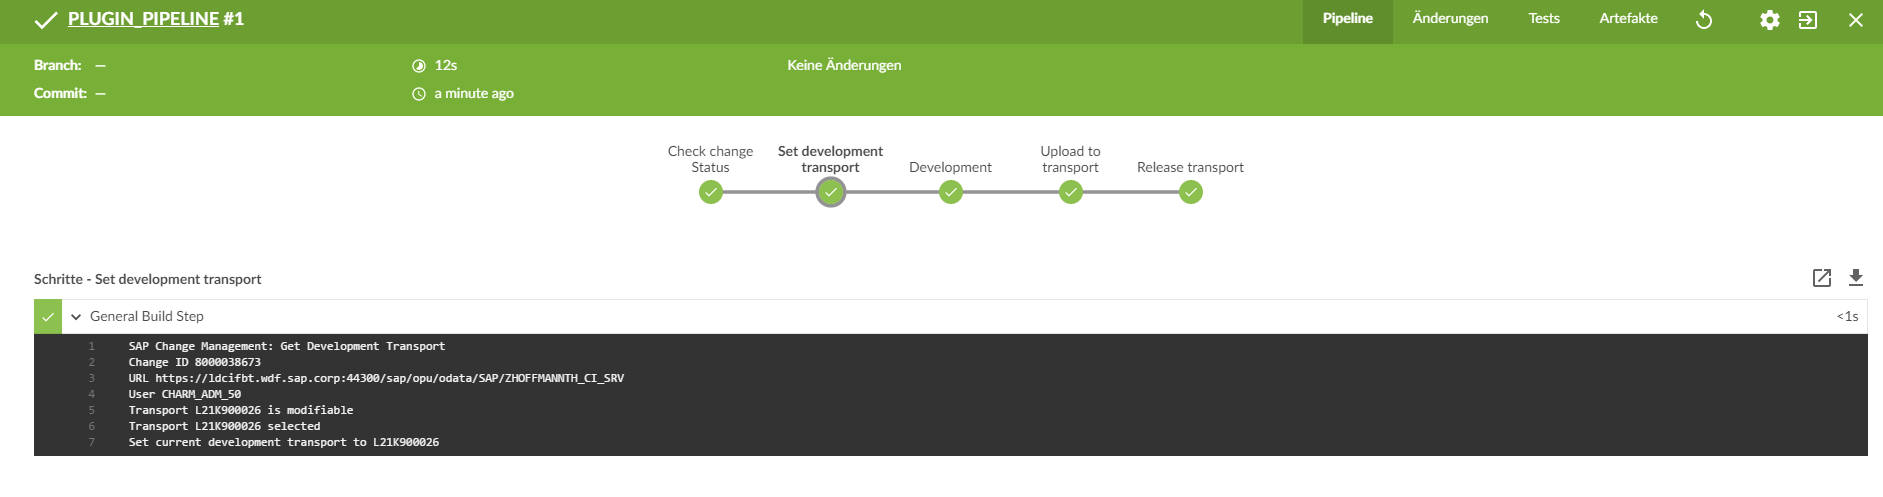 PLUGIN_PIPELINE #1
Pipeline Änderungen Tests Artefakte
Branch: — 12s Keine Änderungen
Commit: — a minute ago
Check change Status
Set development transport
Development
Upload to transport
Release transport
Schritte - Set development transport
General Build Step <1s
1 SAP Change Management: Get Development Transport
2 Change ID 8000038673
3 URL https://ldcifbt.wdf.sap.corp:44300/sap/opu/odata/SAP/ZHOFFMANNTH_CI_SRV
4 User CHARM_ADM_50
5 Transport L21K900026 is modifiable
6 Transport L21K900026 selected
7 Set current development transport to L21K900026